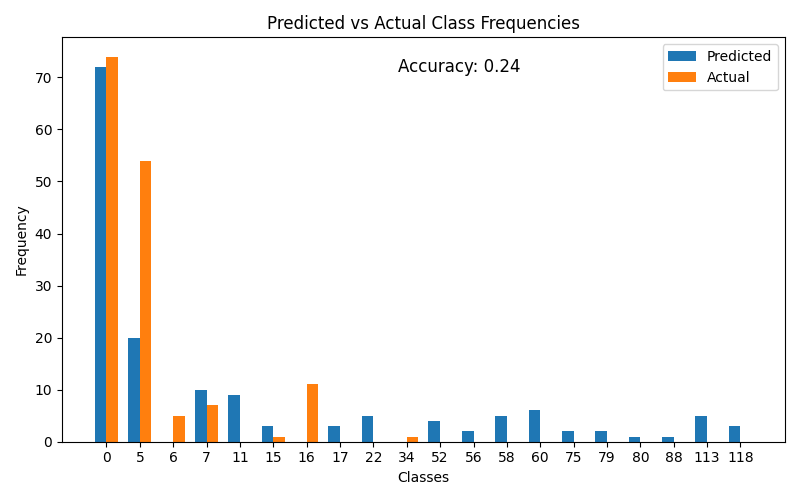 Predicted vs Actual Class Frequencies
Accuracy: 0.24
Predicted
Actual
Frequency
70
60
50
40
30
20
10
0
0 5 6 7 11 15 16 17 22 34 52 56 58 60 75 79 80 88 113 118
Classes